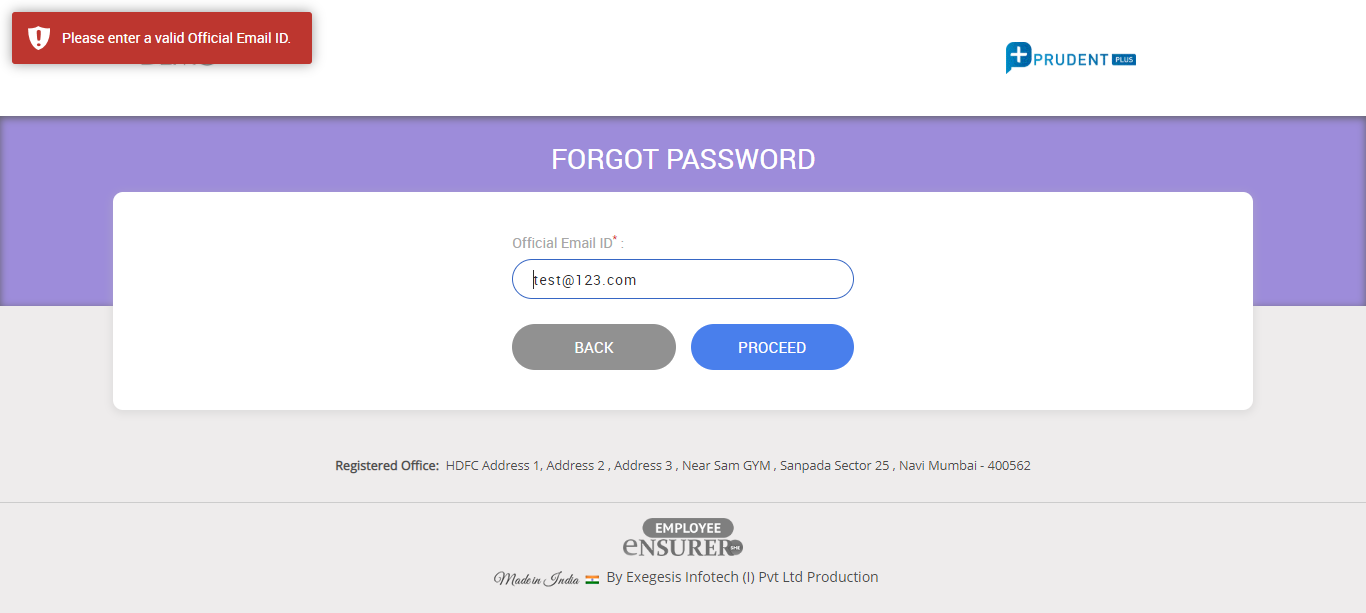 Please enter a valid Official Email ID.
PRUDENT PLUS
FORGOT PASSWORD
Official Email ID* :
test@123.com
BACK PROCEED
Registered Office: HDFC Address 1, Address 2 , Address 3 , Near Sam GYM , Sanpada Sector 25 , Navi Mumbai - 400562
EMPLOYEE
eNSURER SME
Made in India By Exegesis Infotech (I) Pvt Ltd Production